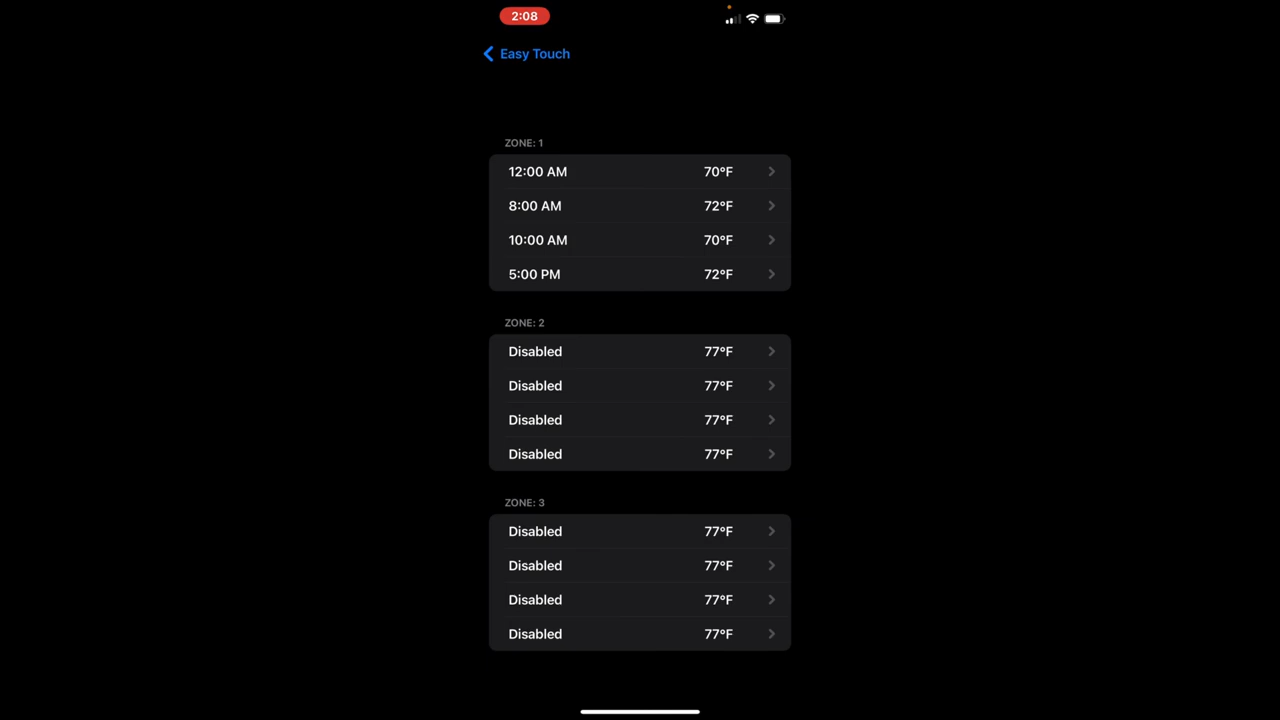 2:08
Easy Touch
ZONE: 1
12:00 AM 70°F
8:00 AM 72°F
10:00 AM 70°F
5:00 PM 72°F
ZONE: 2
Disabled 77°F
Disabled 77°F
Disabled 77°F
Disabled 77°F
ZONE: 3
Disabled 77°F
Disabled 77°F
Disabled 77°F
Disabled 77°F